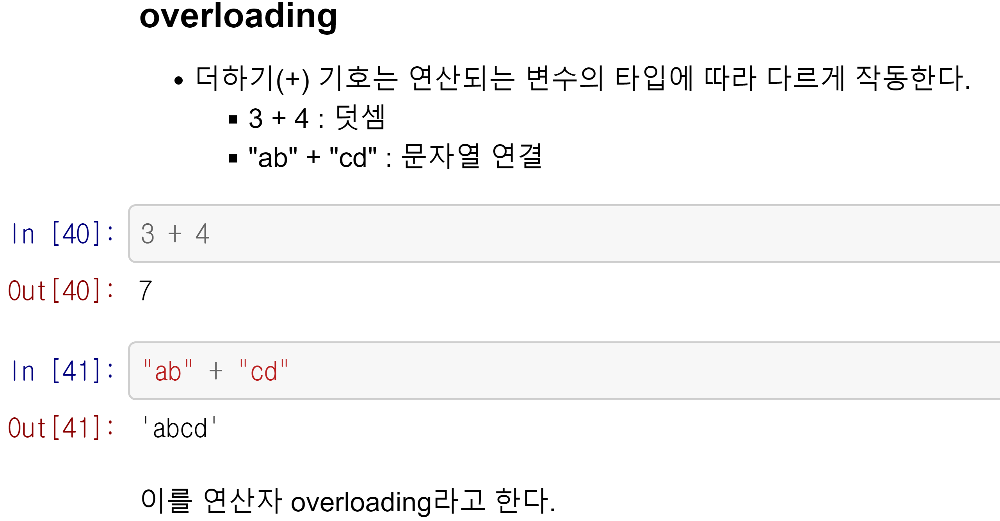 overloading
• 더하기(+) 기호는 연산되는 변수의 타입에 따라 다르게 작동한다.
▪ 3 + 4 : 덧셈
▪ "ab" + "cd" : 문자열 연결
In [40]: 3 + 4
Out[40]: 7
In [41]: "ab" + "cd"
Out[41]: 'abcd'
이를 연산자 overloading라고 한다.